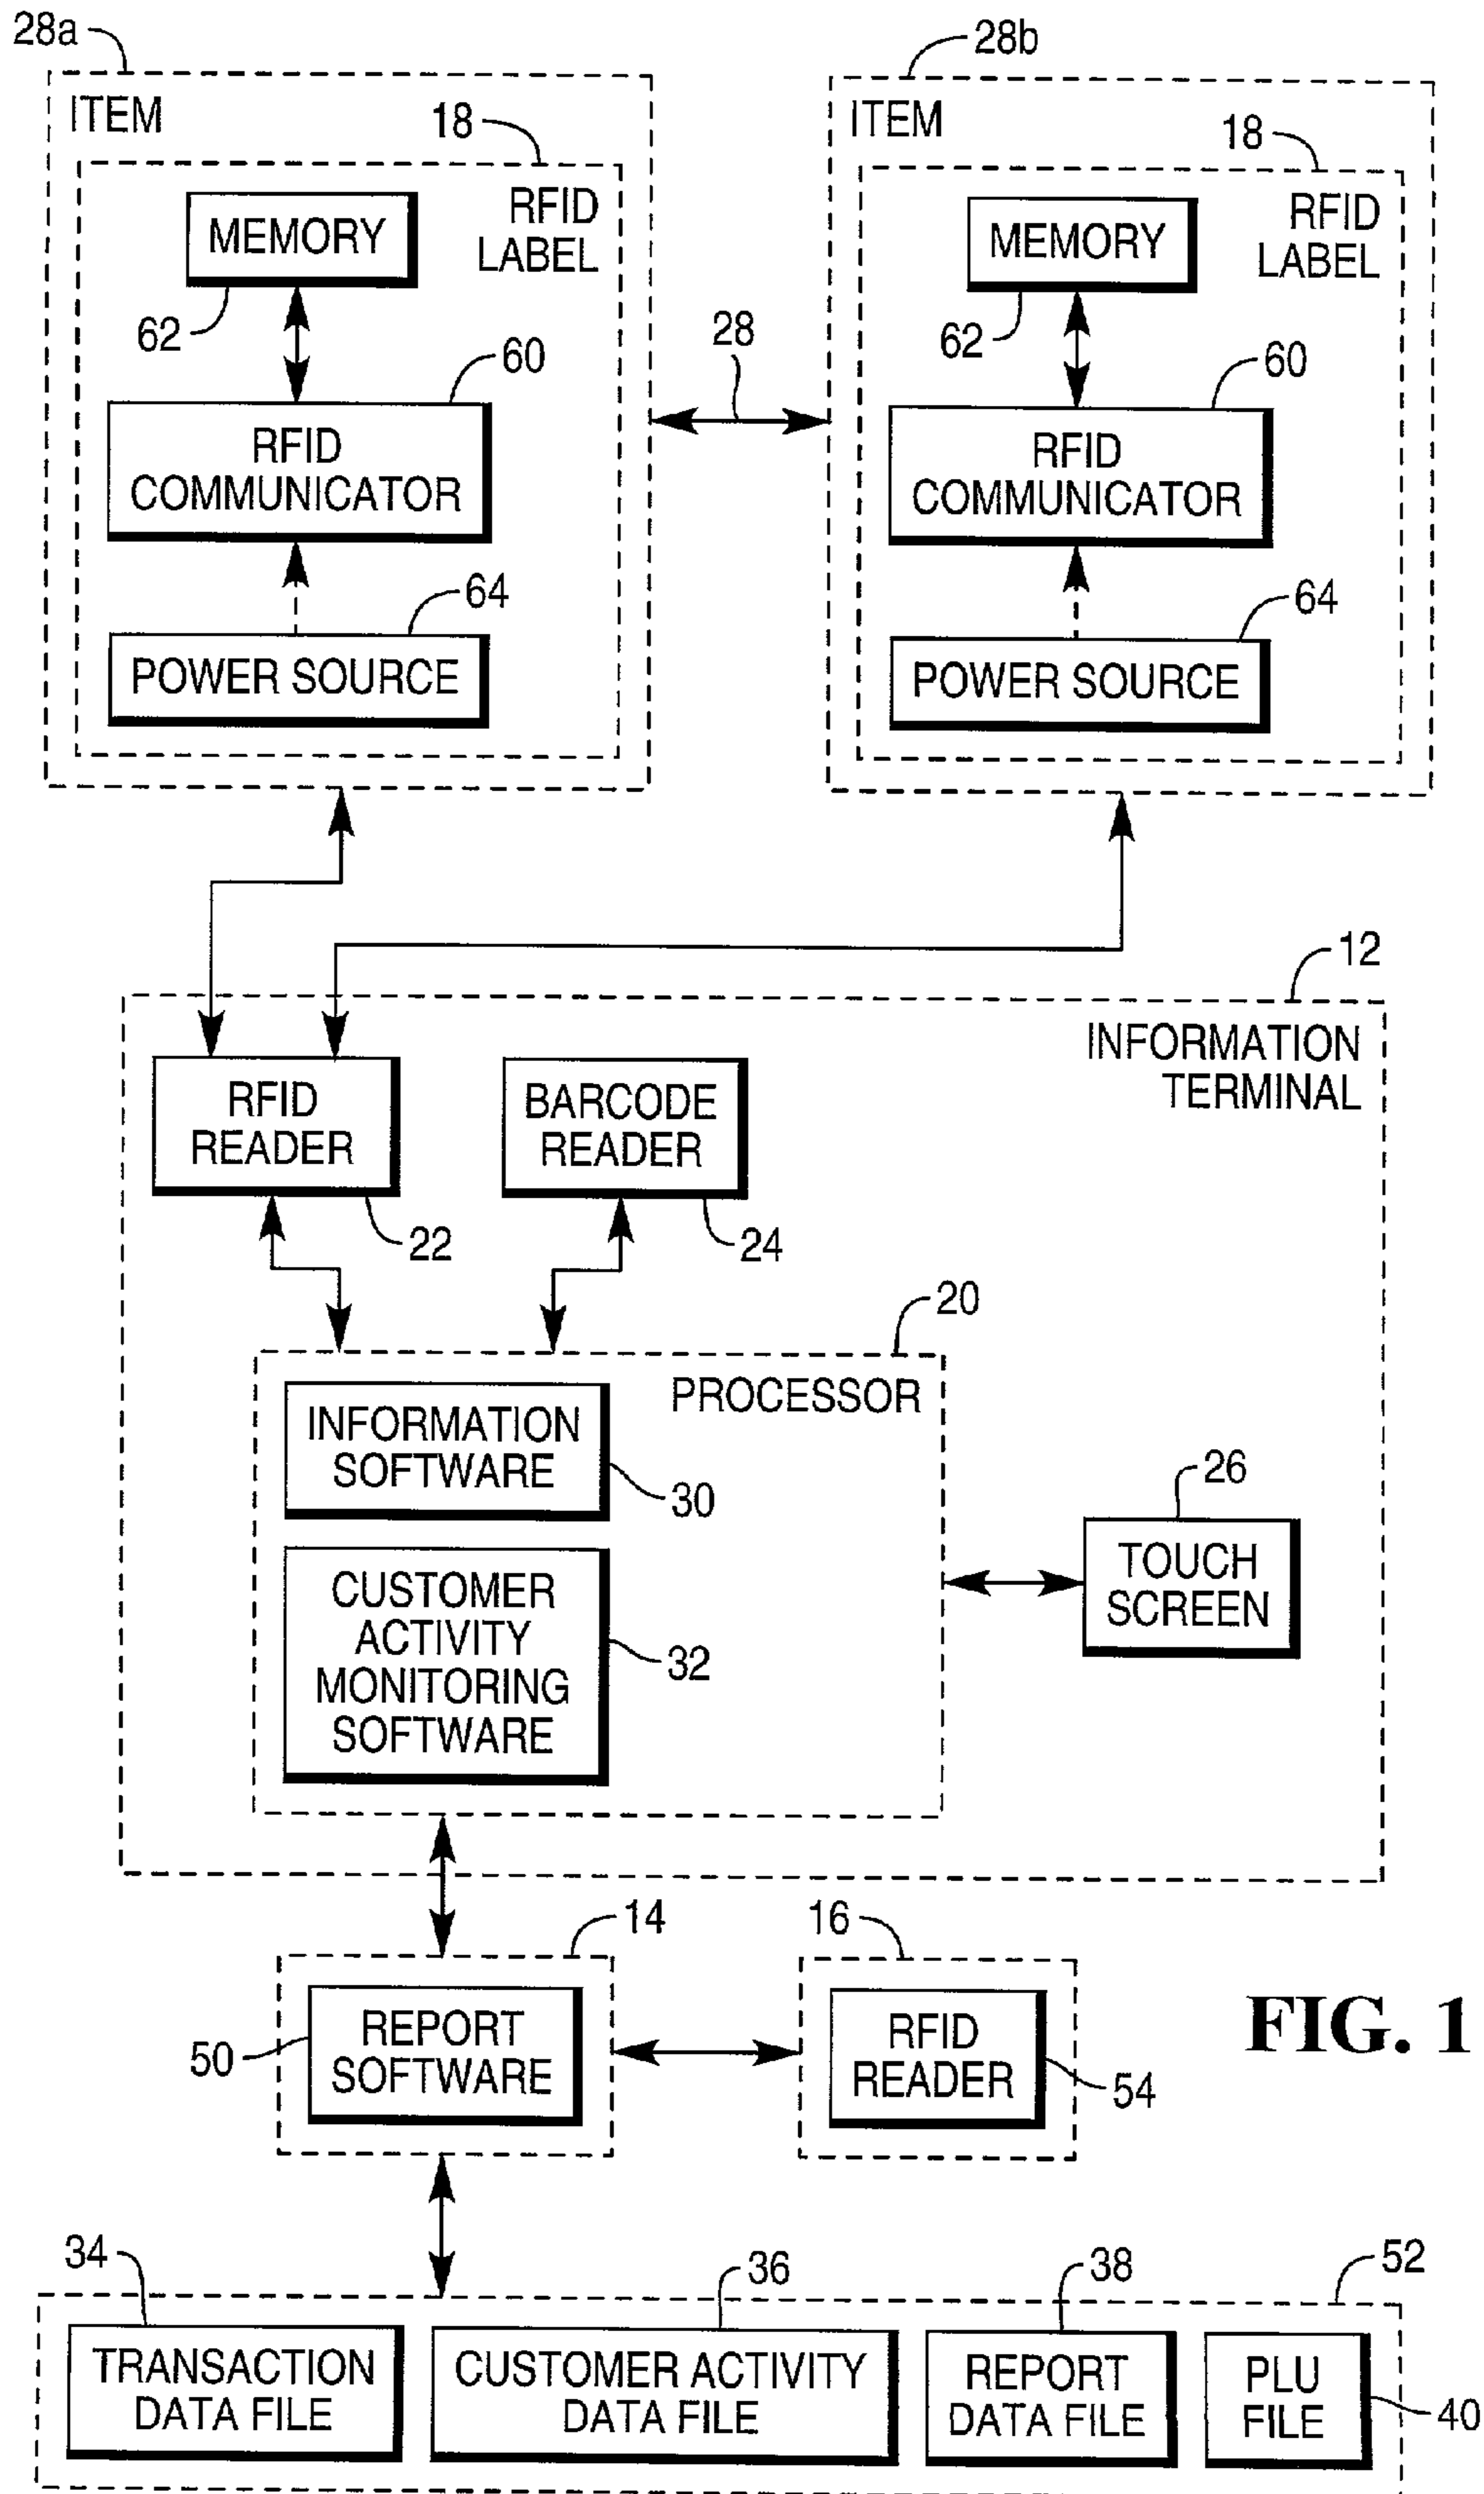 28a
28b
ITEM
18
RFID
LABEL
MEMORY
62
60
RFID
COMMUNICATOR
64
POWER SOURCE
28
ITEM
18
RFID
LABEL
MEMORY
62
60
RFID
COMMUNICATOR
64
POWER SOURCE
12
INFORMATION
TERMINAL
RFID
READER
22
BARCODE
READER
24
20
PROCESSOR
INFORMATION
SOFTWARE
30
CUSTOMER
ACTIVITY
MONITORING
SOFTWARE
32
26
TOUCH
SCREEN
14
REPORT
SOFTWARE
50
16
RFID
READER
54
FIG. 1
34
36
38
52
TRANSACTION
DATA FILE
CUSTOMER ACTIVITY
DATA FILE
REPORT
DATA FILE
PLU
FILE
40